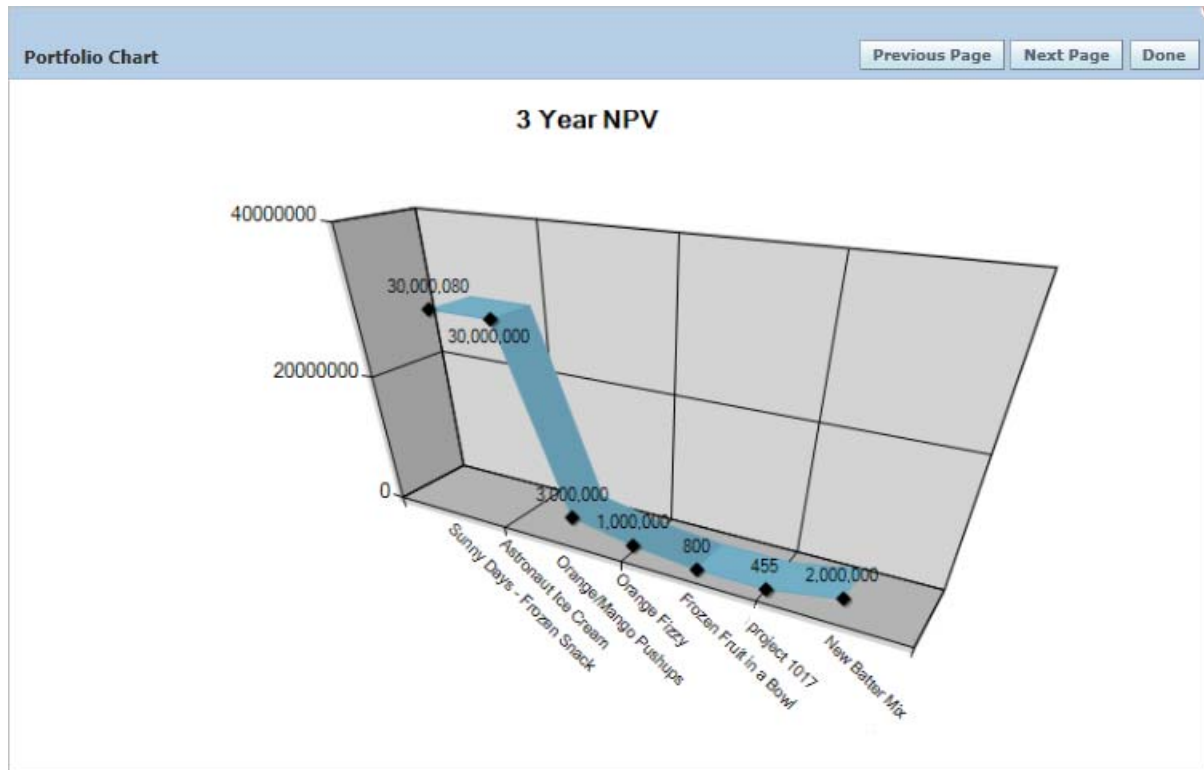 Portfolio Chart
Previous Page
Next Page
Done
3 Year NPV
40000000
20000000
0
30,000,080
30,000,000
3,000,000
1,000,000
800
455
2,000,000
Sunny Days - Frozen Snack
Astronaut Ice Cream
Orange/Mango Pushups
Orange Fizzy
Frozen Fruit in a Bowl
project 1017
New Batter Mix